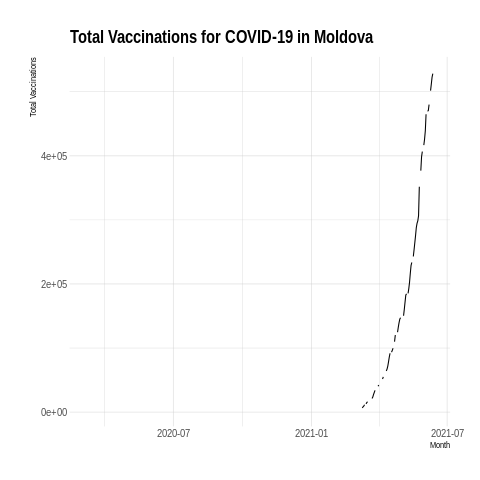 Total Vaccinations for COVID-19 in Moldova
Total Vaccinations
4e+05
2e+05
0e+00
2020-07
2021-01
2021-07
Month